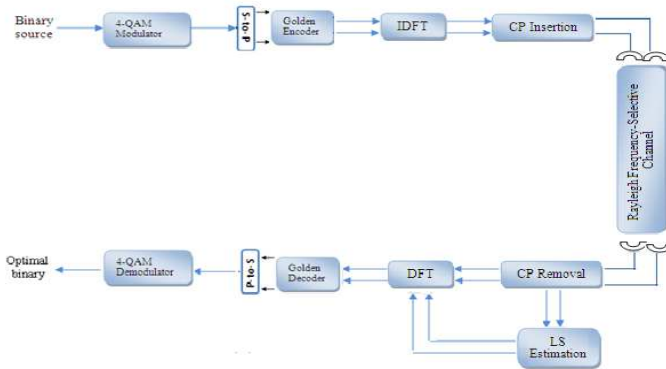 Binary
source
4-QAM
Modulator
S-to-P
Golden
Encoder
IDFT
CP Insertion
Rayleigh Frequency-Selective
Channel
Optimal
binary
4-QAM
Demodulator
P-to-S
Golden
Decoder
DFT
CP Removal
LS
Estimation